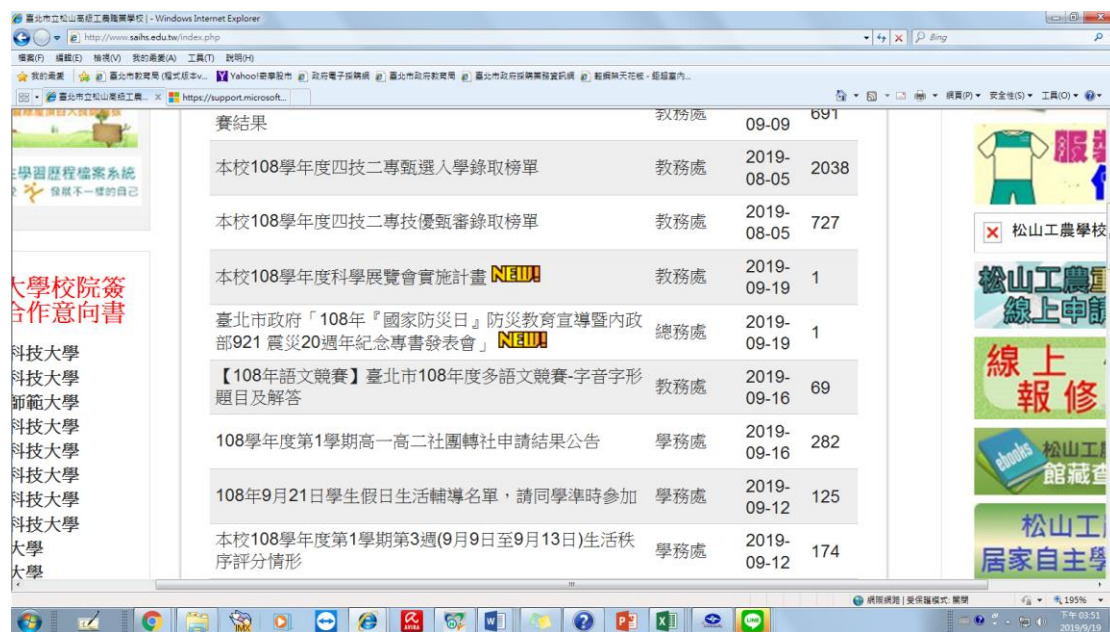 臺北市立松山高級工農職業學校 | - Windows Internet Explorer
http://www.saihs.edu.tw/index.php
Bing
檔案(F) 編輯(E) 檢視(V) 我的最愛(A) 工具(T) 說明(H)
我的最愛 臺北市教育局 (程式版本v... Yahoo!奇摩股市 政府電子採購網 臺北市政府教育局 臺北市政府採購業務資訊網
臺北市立松山高級工農... https://support.microsoft...
網頁(P) 安全性(S) 工具(O)
賽結果 教務處 09-09 691
本校108學年度四技二專甄選入學錄取榜單 教務處 2019-08-05 2038
本校108學年度四技二專技優甄審錄取榜單 教務處 2019-08-05 727
本校108學年度科學展覽會實施計畫 NEW! 教務處 2019-09-19 1
臺北市政府「108年『國家防災日』防災教育宣導暨內政
部921 震災20週年紀念專書發表會」 NEW! 總務處 2019-09-19 1
【108年語文競賽】臺北市108年度多語文競賽-字音字形
題目及解答 教務處 2019-09-16 69
108學年度第1學期高一高二社團轉社申請結果公告 學務處 2019-09-16 282
108年9月21日學生假日生活輔導名單，請同學準時參加 學務處 2019-09-12 125
本校108學年度第1學期第3週(9月9日至9月13日)生活秩
序評分情形 學務處 2019-09-12 174
學習歷程檔案系統
發展不一樣的自己
大學校院簽
合作意向書
科技大學
科技大學
師範大學
科技大學
科技大學
科技大學
科技大學
科技大學
大學
大學
服裝
松山工農學校
松山工農
線上申請
線上
報修
ebooks 松山工
館藏查
松山工
居家自主學
網際網路 | 受保護模式: 關閉
195%
下午 03:51
2019/9/19